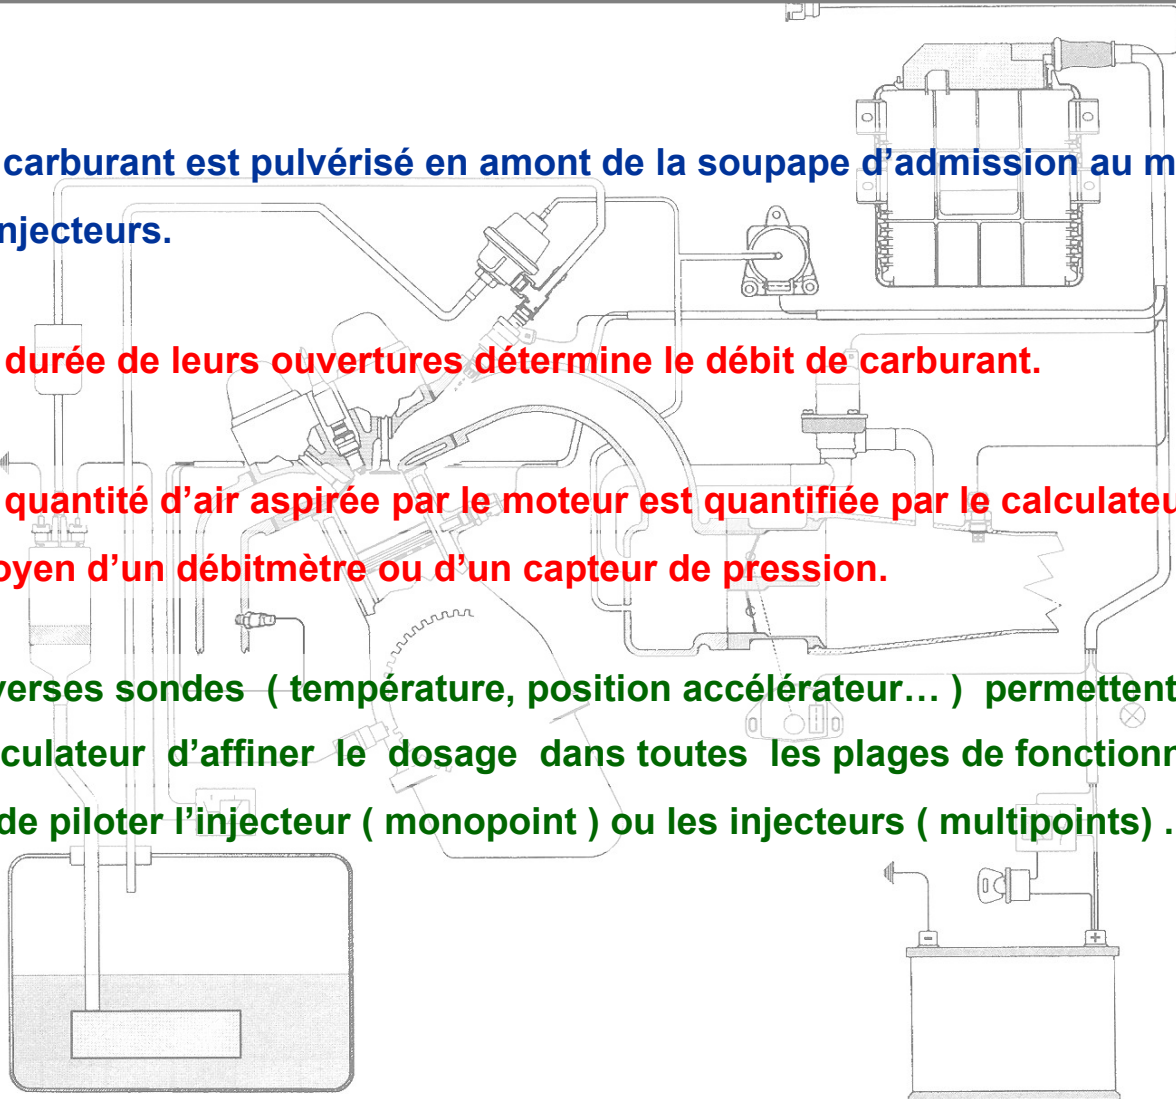 carburant est pulvérisé en amont de la soupape d’admission au m
njecteurs.
durée de leurs ouvertures détermine le débit de carburant.
quantité d’air aspirée par le moteur est quantifiée par le calculateu
oyen d’un débitmètre ou d’un capteur de pression.
verses sondes ( température, position accélérateur… ) permettent
culateur d’affiner le dosage dans toutes les plages de fonctionn
de piloter l’injecteur ( monopoint ) ou les injecteurs ( multipoints) .
- +